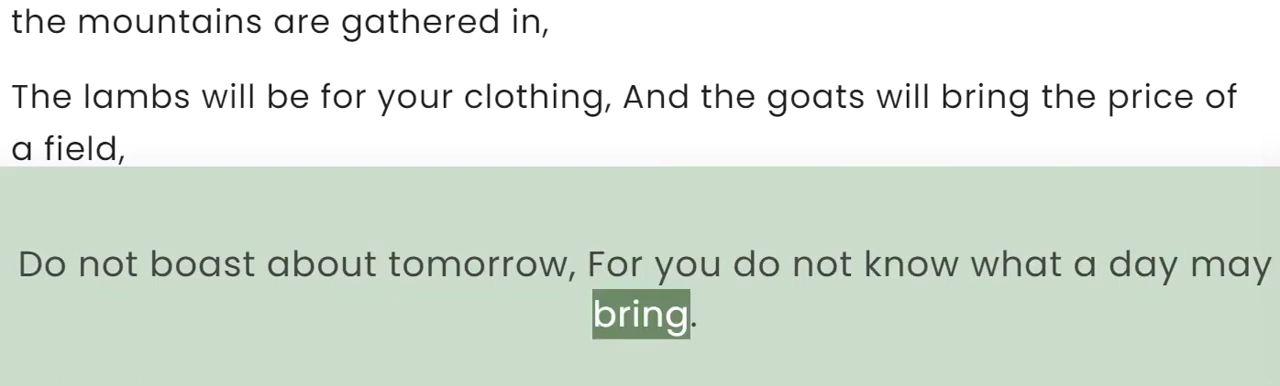 the mountains are gathered in,
The lambs will be for your clothing, And the goats will bring the price of
a field,
Do not boast about tomorrow, For you do not know what a day may
bring.